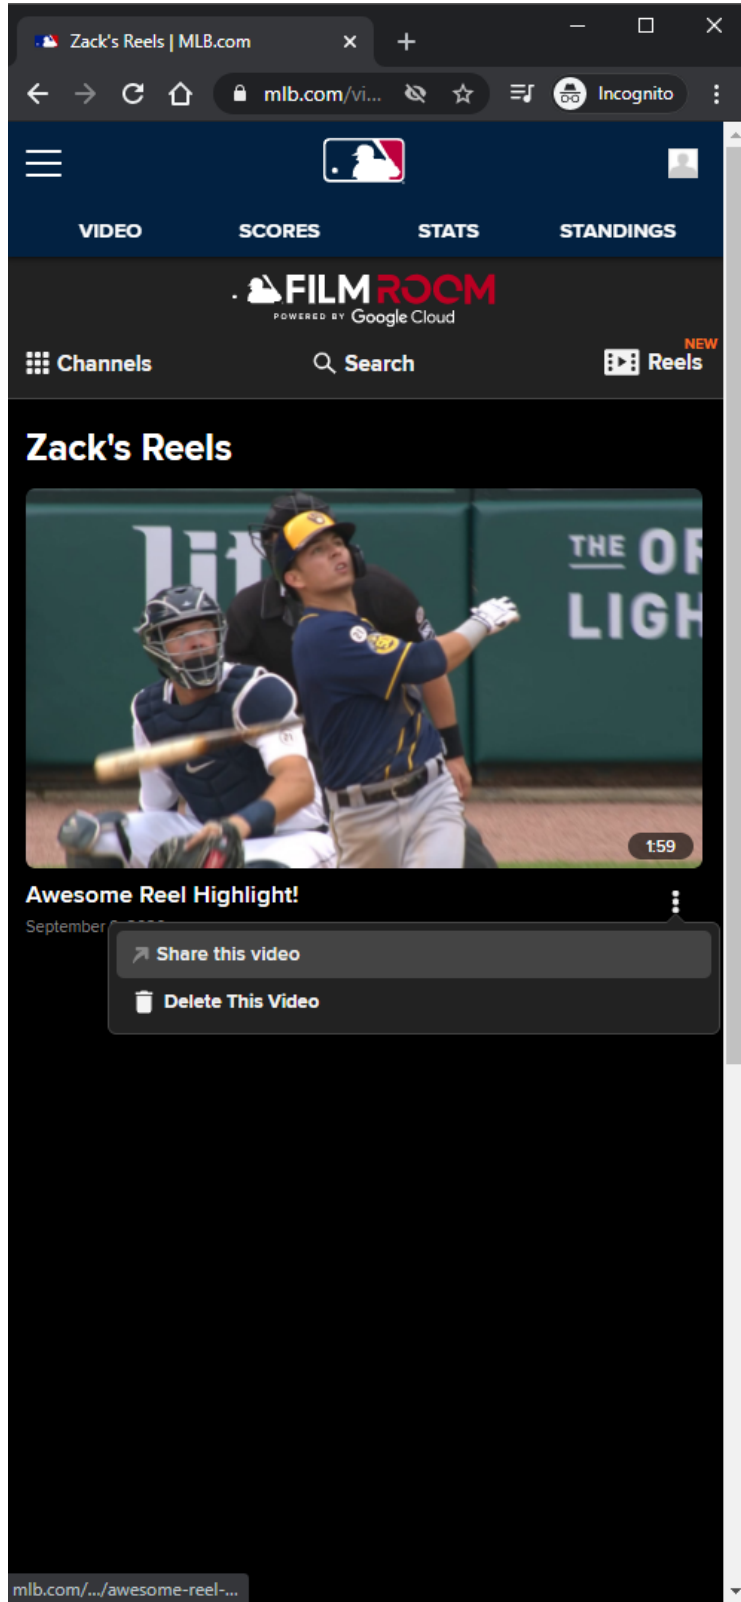 Zack's Reels | MLB.com
mlb.com/vi...
Incognito
VIDEO SCORES STATS STANDINGS
FILM ROOM
POWERED BY Google Cloud
Channels Search Reels NEW
Zack's Reels
lit
THE OR
LIGH
1:59
Awesome Reel Highlight!
September
Share this video
Delete This Video
mlb.com/.../awesome-reel-...